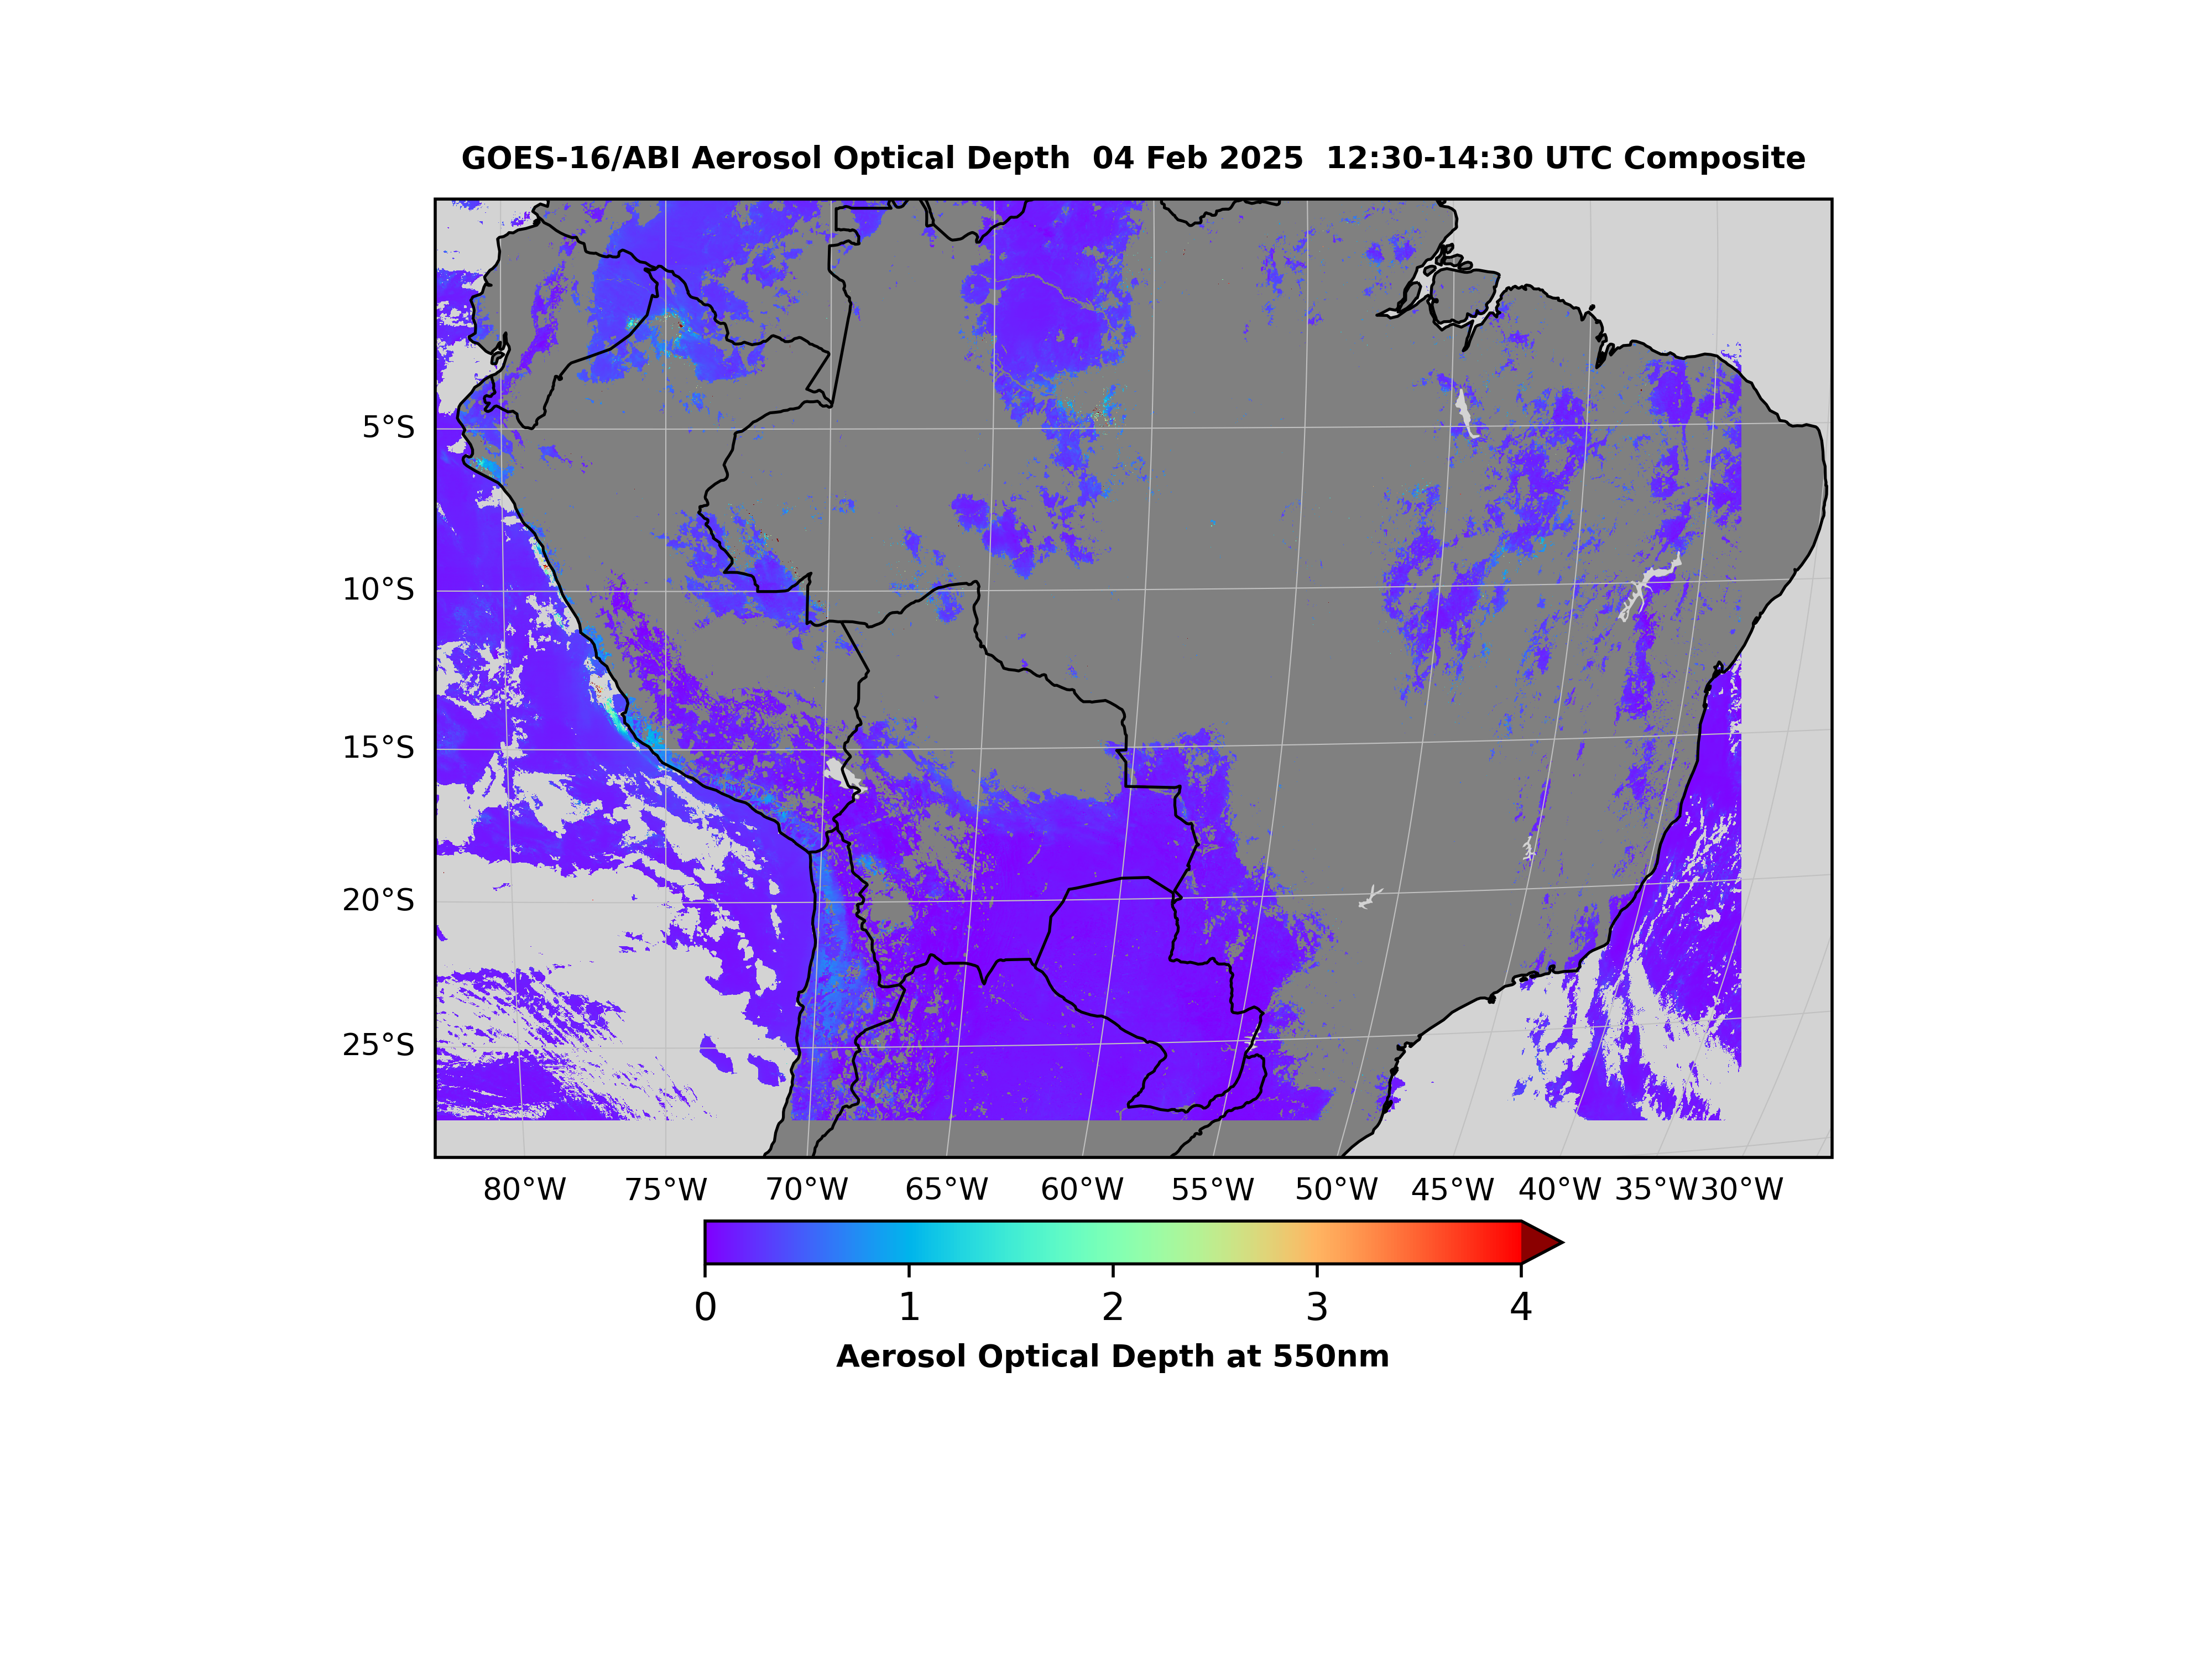 GOES-16/ABI Aerosol Optical Depth  04 Feb 2025  12:30-14:30 UTC Composite
5°S
10°S
15°S
20°S
25°S
80°W 75°W 70°W 65°W 60°W 55°W 50°W 45°W 40°W 35°W 30°W
0 1 2 3 4
Aerosol Optical Depth at 550nm